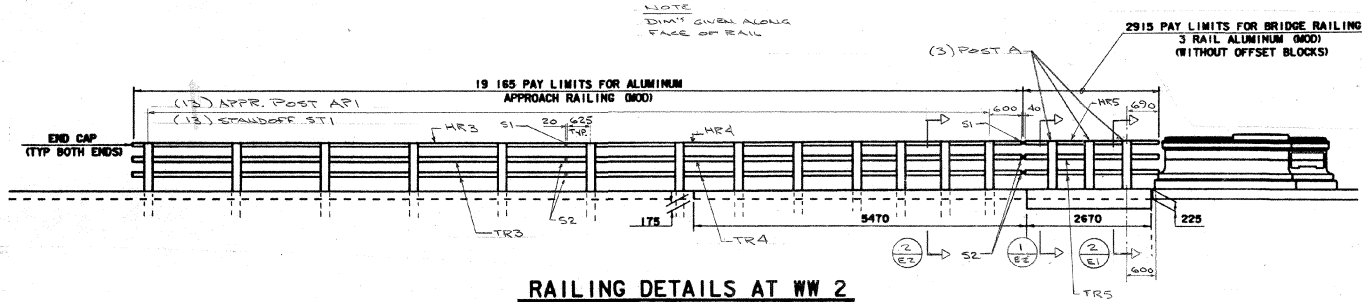 NOTE
DIM'S GIVEN ALONG
FACE OF RAIL
2915 PAY LIMITS FOR BRIDGE RAILING
3 RAIL ALUMINUM (MOD)
(WITHOUT OFFSET BLOCKS)
(3) POST A
19 165 PAY LIMITS FOR ALUMINUM
APPROACH RAILING (MOD)
(13) APPR. POST AP1
(13) STANDOFF ST1
600
40
HR5
690
20
625
TYP.
S1
HR3
HR4
S1
END CAP
(TYP BOTH ENDS)
S2
TR3
175
TR4
5470
2670
225
2
E2
S2
1
E2
2
E1
600
TR5
RAILING DETAILS AT WW 2